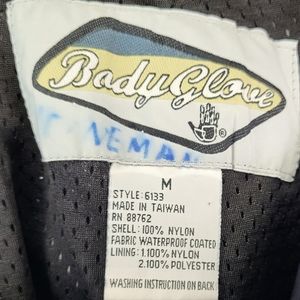 Body Glove
®
M
STYLE: 6133
MADE IN TAIWAN
RN 88762
SHELL: 100% NYLON
FABRIC WATERPROOF COATED
LINING: 1.100% NYLON
2.100% POLYESTER
WASHING INSTRUCTION ON BACK